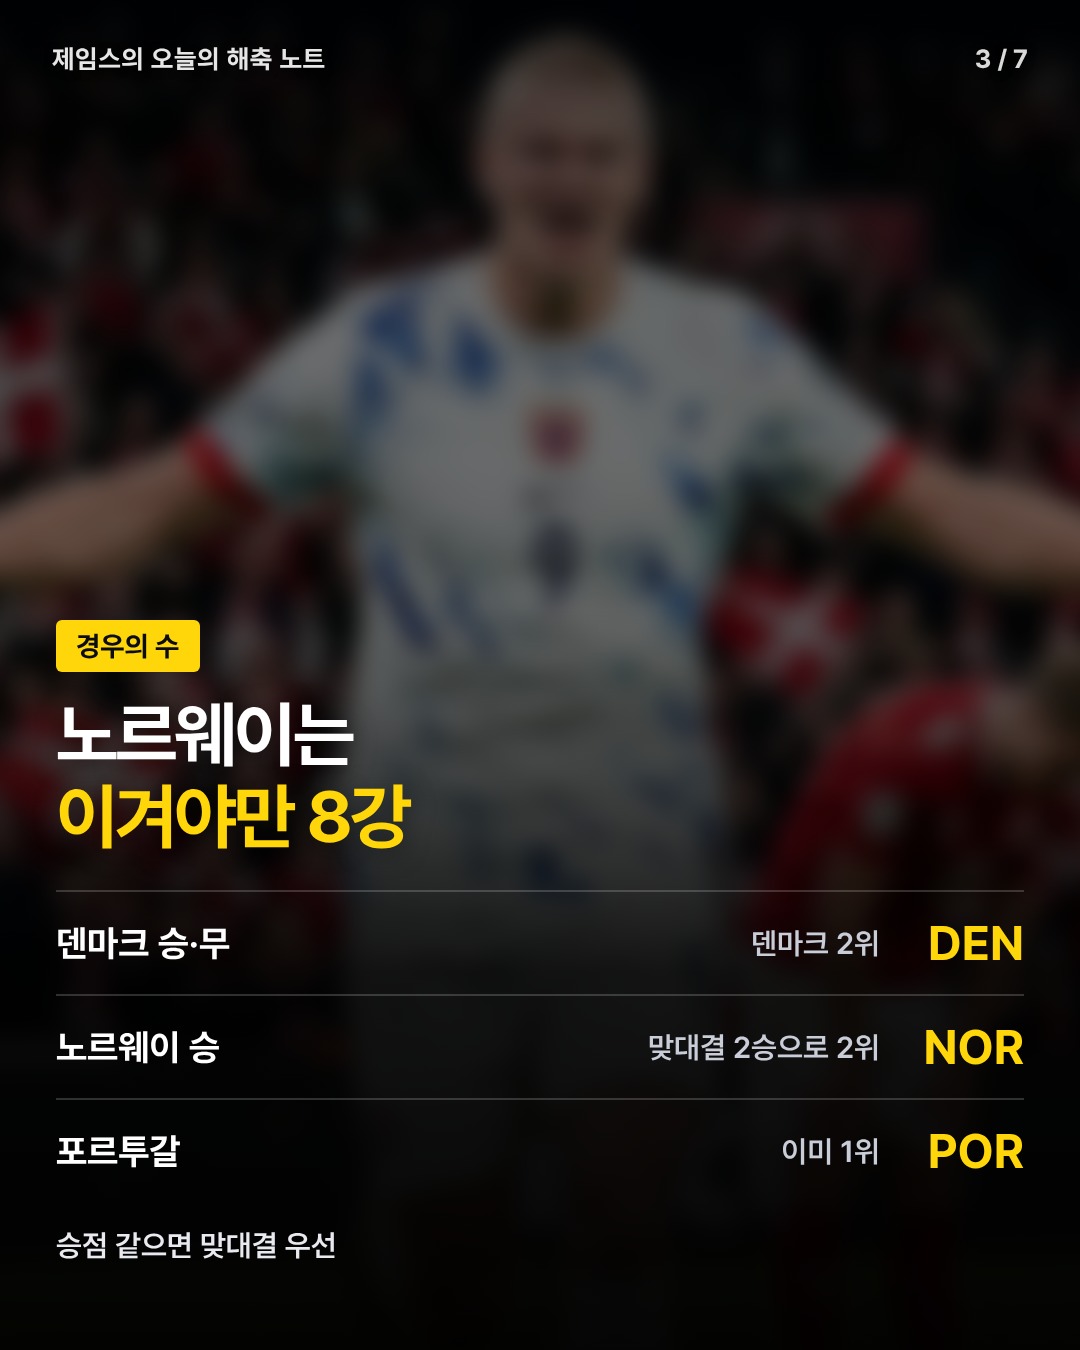 제임스의 오늘의 해축 노트
3 / 7
경우의 수
노르웨이는
이겨야만 8강
덴마크 승·무 덴마크 2위 DEN
노르웨이 승 맞대결 2승으로 2위 NOR
포르투갈 이미 1위 POR
승점 같으면 맞대결 우선